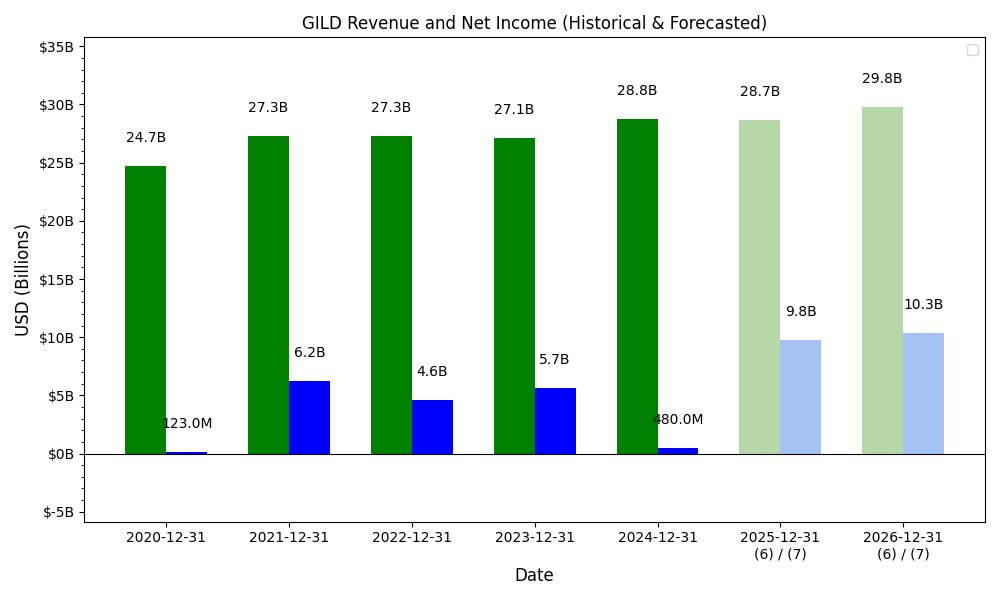 GILD Revenue and Net Income (Historical & Forecasted)
USD (Billions)
$35B
$30B
$25B
$20B
$15B
$10B
$5B
$0B
$-5B
24.7B
123.0M
27.3B
6.2B
27.3B
4.6B
27.1B
5.7B
28.8B
480.0M
28.7B
9.8B
29.8B
10.3B
2020-12-31
2021-12-31
2022-12-31
2023-12-31
2024-12-31
2025-12-31
(6) / (7)
2026-12-31
(6) / (7)
Date